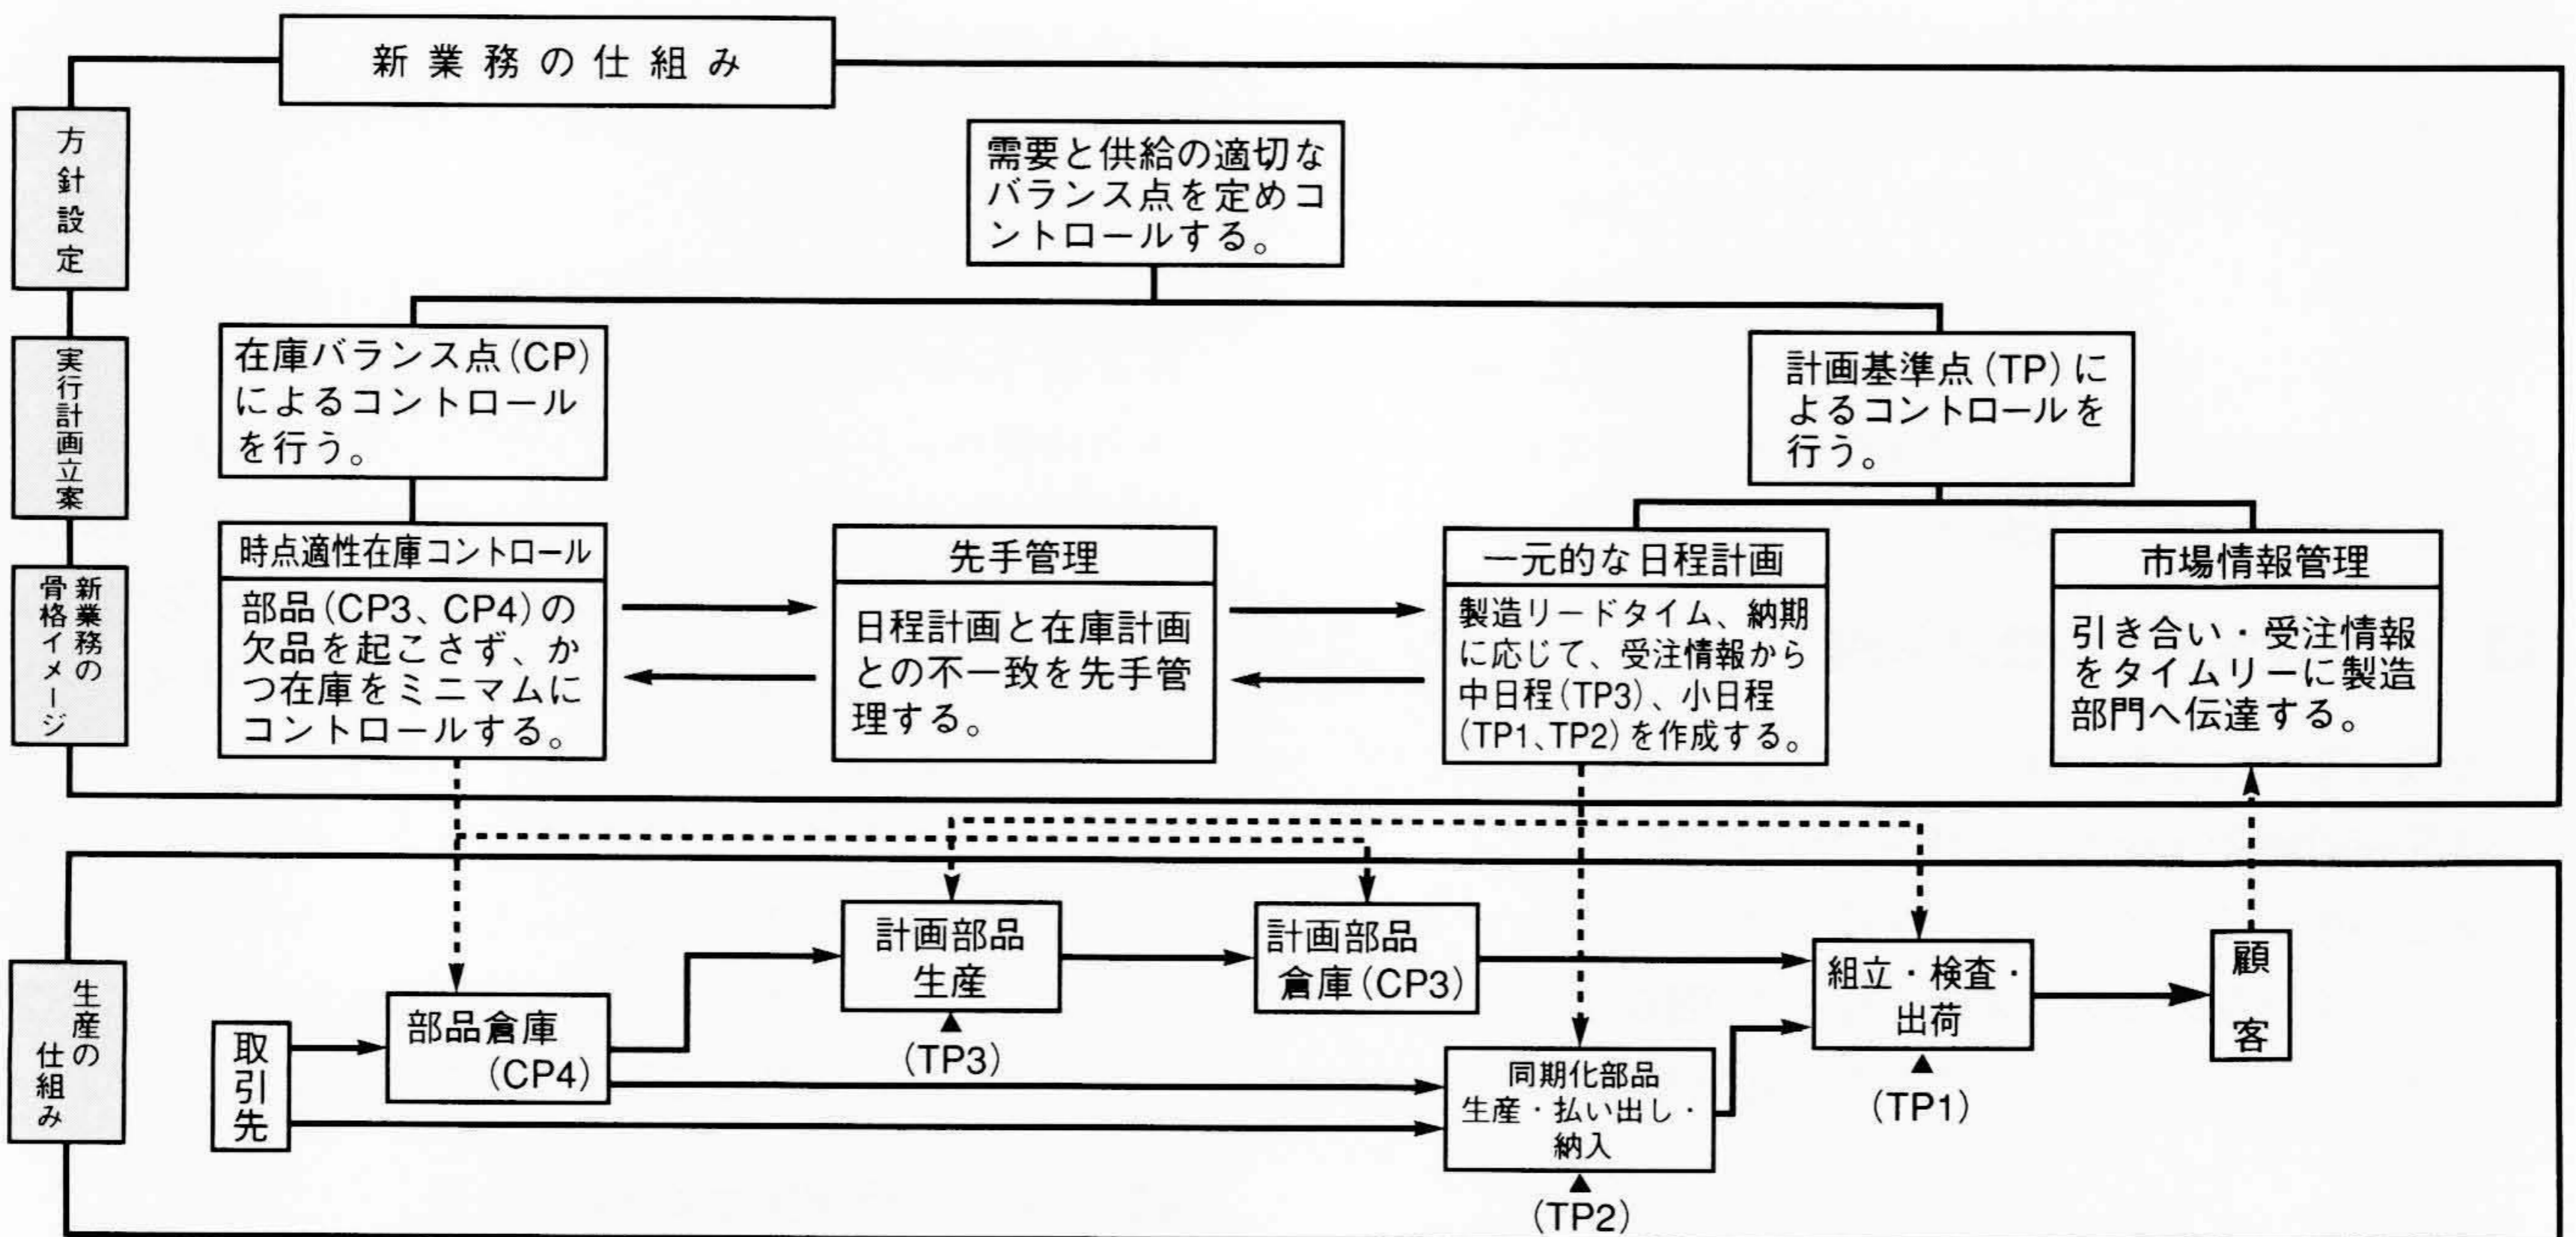 新業務の仕組み
方針設定
需要と供給の適切な
バランス点を定めコ
ントロールする。
実行計画立案
在庫バランス点(CP)
によるコントロール
を行う。
計画基準点(TP)に
よるコントロールを
行う。
新業務の
骨格イメージ
時点適性在庫コントロール
部品(CP3、CP4)の
欠品を起こさず、か
つ在庫をミニマムに
コントロールする。
先手管理
日程計画と在庫計画
との不一致を先手管
理する。
一元的な日程計画
製造リードタイム、納期
に応じて、受注情報から
中日程(TP3)、小日程
(TP1、TP2)を作成する。
市場情報管理
引き合い・受注情報
をタイムリーに製造
部門へ伝達する。
生産の
仕組み
取引先
部品倉庫
(CP4)
計画部品
生産
(TP3)
計画部品
倉庫(CP3)
同期化部品
生産・払い出し・
納入
(TP2)
組立・検査・
出荷
(TP1)
顧客